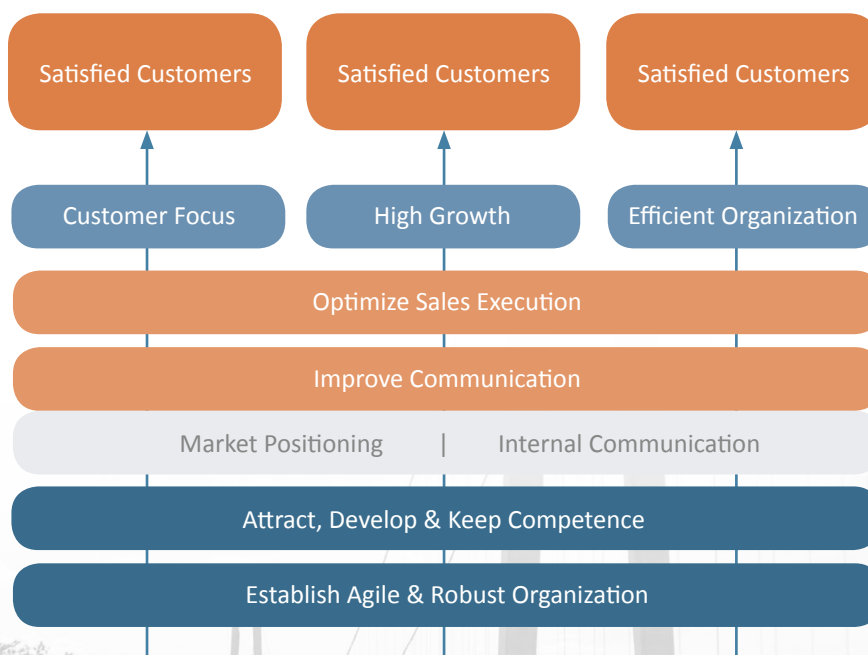 Satisfied Customers
Satisfied Customers
Satisfied Customers
Customer Focus
High Growth
Efficient Organization
Optimize Sales Execution
Improve Communication
Market Positioning | Internal Communication
Attract, Develop & Keep Competence
Establish Agile & Robust Organization